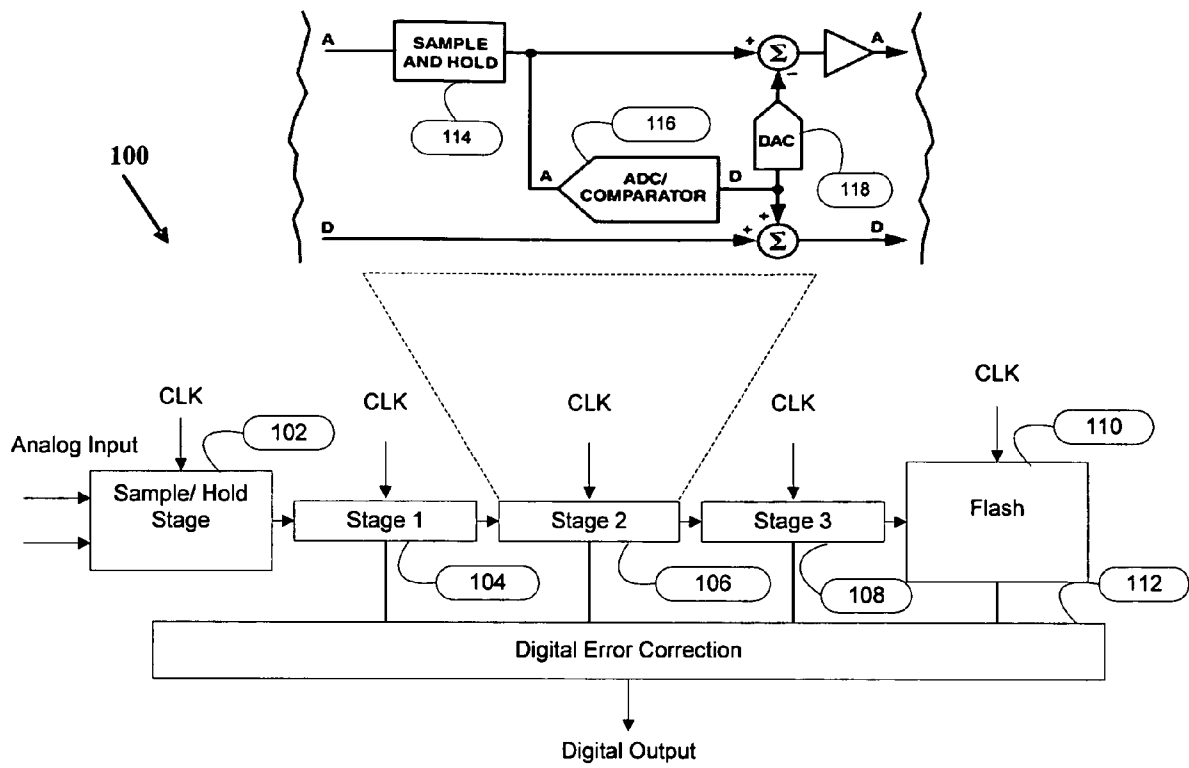 A
SAMPLE
AND HOLD
+
Σ
A
−
114
116
DAC
100
A
ADC/
COMPARATOR
D
118
+
D
+
Σ
D
CLK
CLK
CLK
CLK
CLK
102
110
Analog Input
Sample/ Hold
Stage
Stage 1
Stage 2
Stage 3
Flash
104
106
108
112
Digital Error Correction
Digital Output